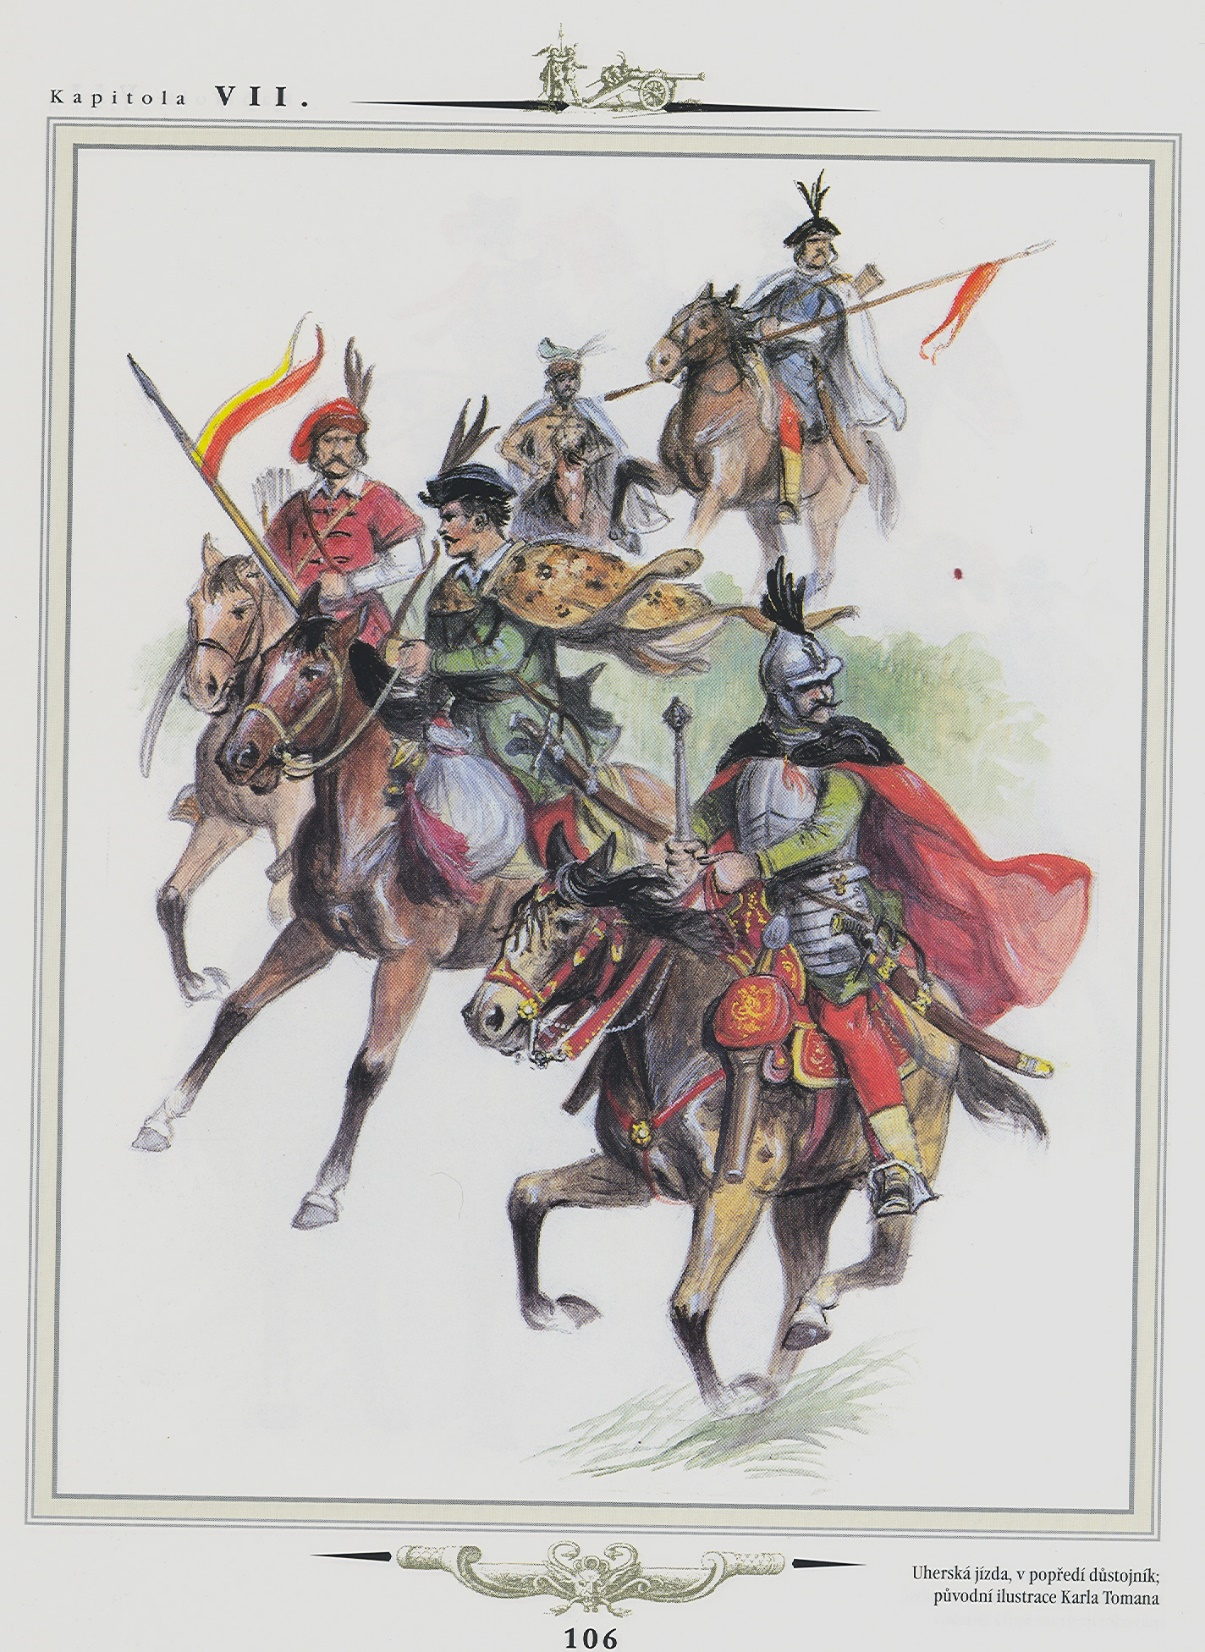 Kapitola VII.
Uherská jízda, v popředí důstojník;
původní ilustrace Karla Tomana
106